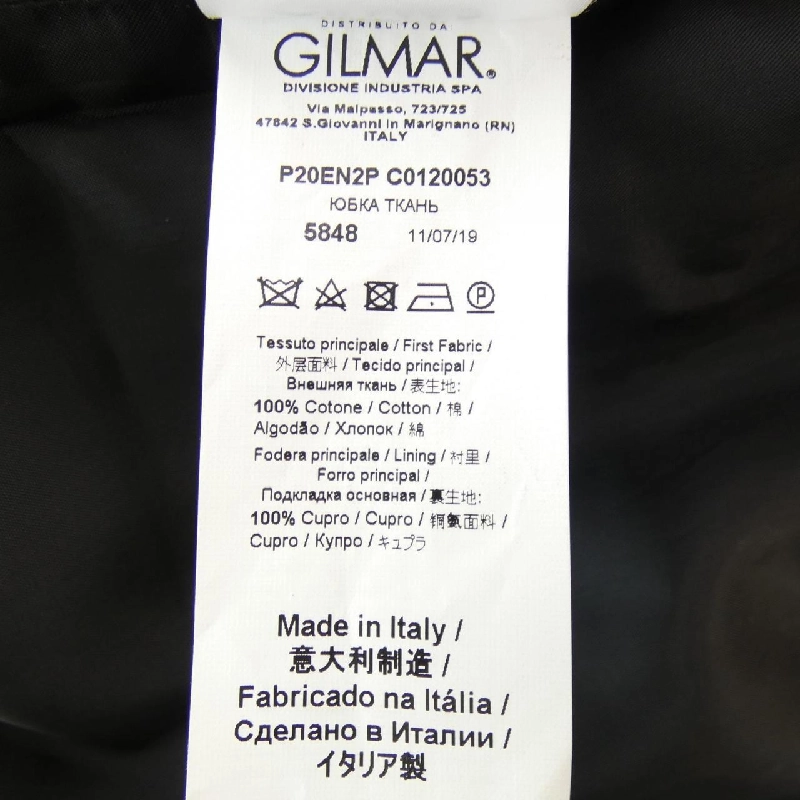 DISTRIBUITO DA
GILMAR®
DIVISIONE INDUSTRIA SPA
Via Malpasso, 723/725
47842 S.Giovanni in Marignano (RN)
ITALY
P20EN2P C0120053
ЮБКА ТКАНЬ
5848 11/07/19
P
Tessuto principale / First Fabric /
外层面料 / Tecido principal /
Внешняя ткань / 表生地:
100% Cotone / Cotton / 棉 /
Algodão / Хлопок / 綿
Fodera principale / Lining / 衬里 /
Forro principal /
Подкладка основная / 裏生地:
100% Cupro / Cupro / 铜氨面料 /
Cupro / Купро / キュプラ
Made in Italy /
意大利制造 /
Fabricado na Itália /
Сделано в Италии /
イタリア製